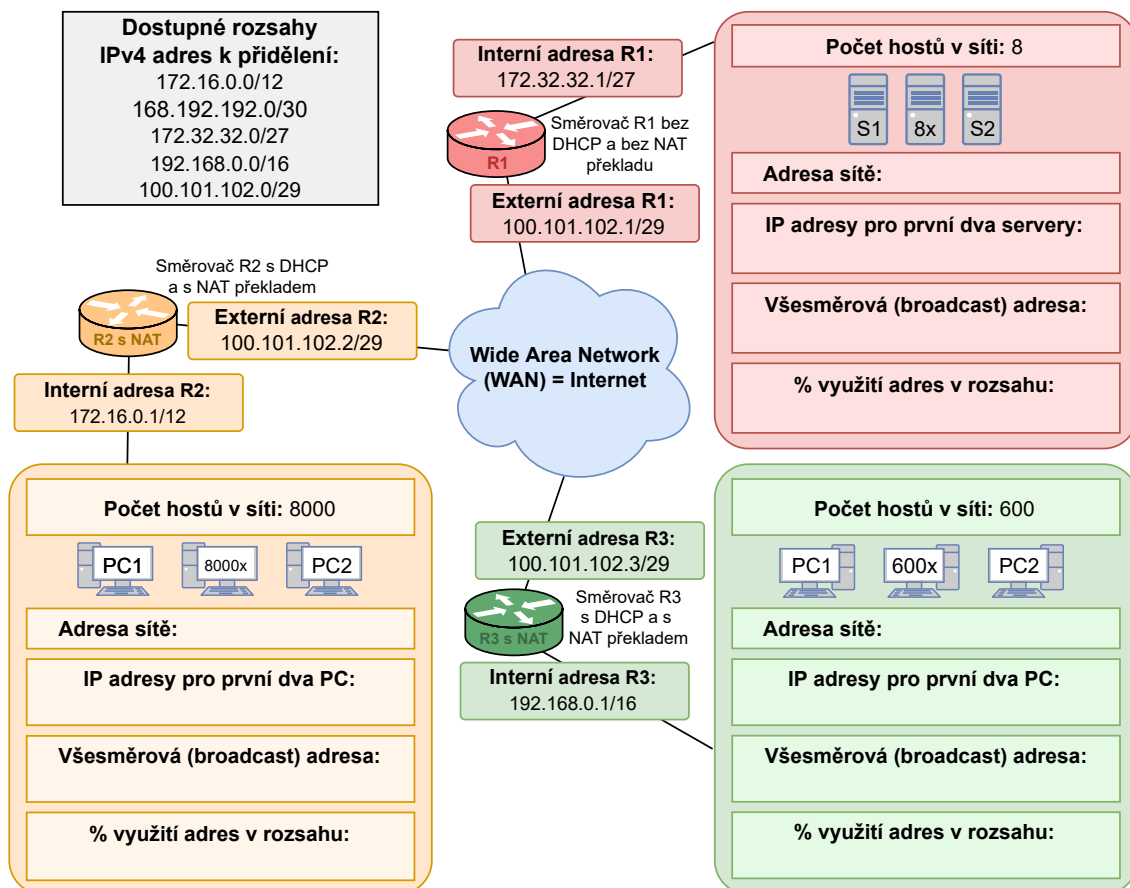 Dostupné rozsahy
IPv4 adres k přidělení:
172.16.0.0/12
168.192.192.0/30
172.32.32.0/27
192.168.0.0/16
100.101.102.0/29
Interní adresa R1:
172.32.32.1/27
R1
Směrovač R1 bez
DHCP a bez NAT
překladu
Externí adresa R1:
100.101.102.1/29
Počet hostů v síti: 8
S1
8x
S2
Adresa sítě:
IP adresy pro první dva servery:
Všesměrová (broadcast) adresa:
% využití adres v rozsahu:
Směrovač R2 s DHCP
a s NAT překladem
R2 s NAT
Externí adresa R2:
100.101.102.2/29
Interní adresa R2:
172.16.0.1/12
Wide Area Network
(WAN) = Internet
Počet hostů v síti: 8000
PC1
8000x
PC2
Adresa sítě:
IP adresy pro první dva PC:
Všesměrová (broadcast) adresa:
% využití adres v rozsahu:
Externí adresa R3:
100.101.102.3/29
R3 s NAT
Směrovač R3
s DHCP a s
NAT překladem
Interní adresa R3:
192.168.0.1/16
Počet hostů v síti: 600
PC1
600x
PC2
Adresa sítě:
IP adresy pro první dva PC:
Všesměrová (broadcast) adresa:
% využití adres v rozsahu: